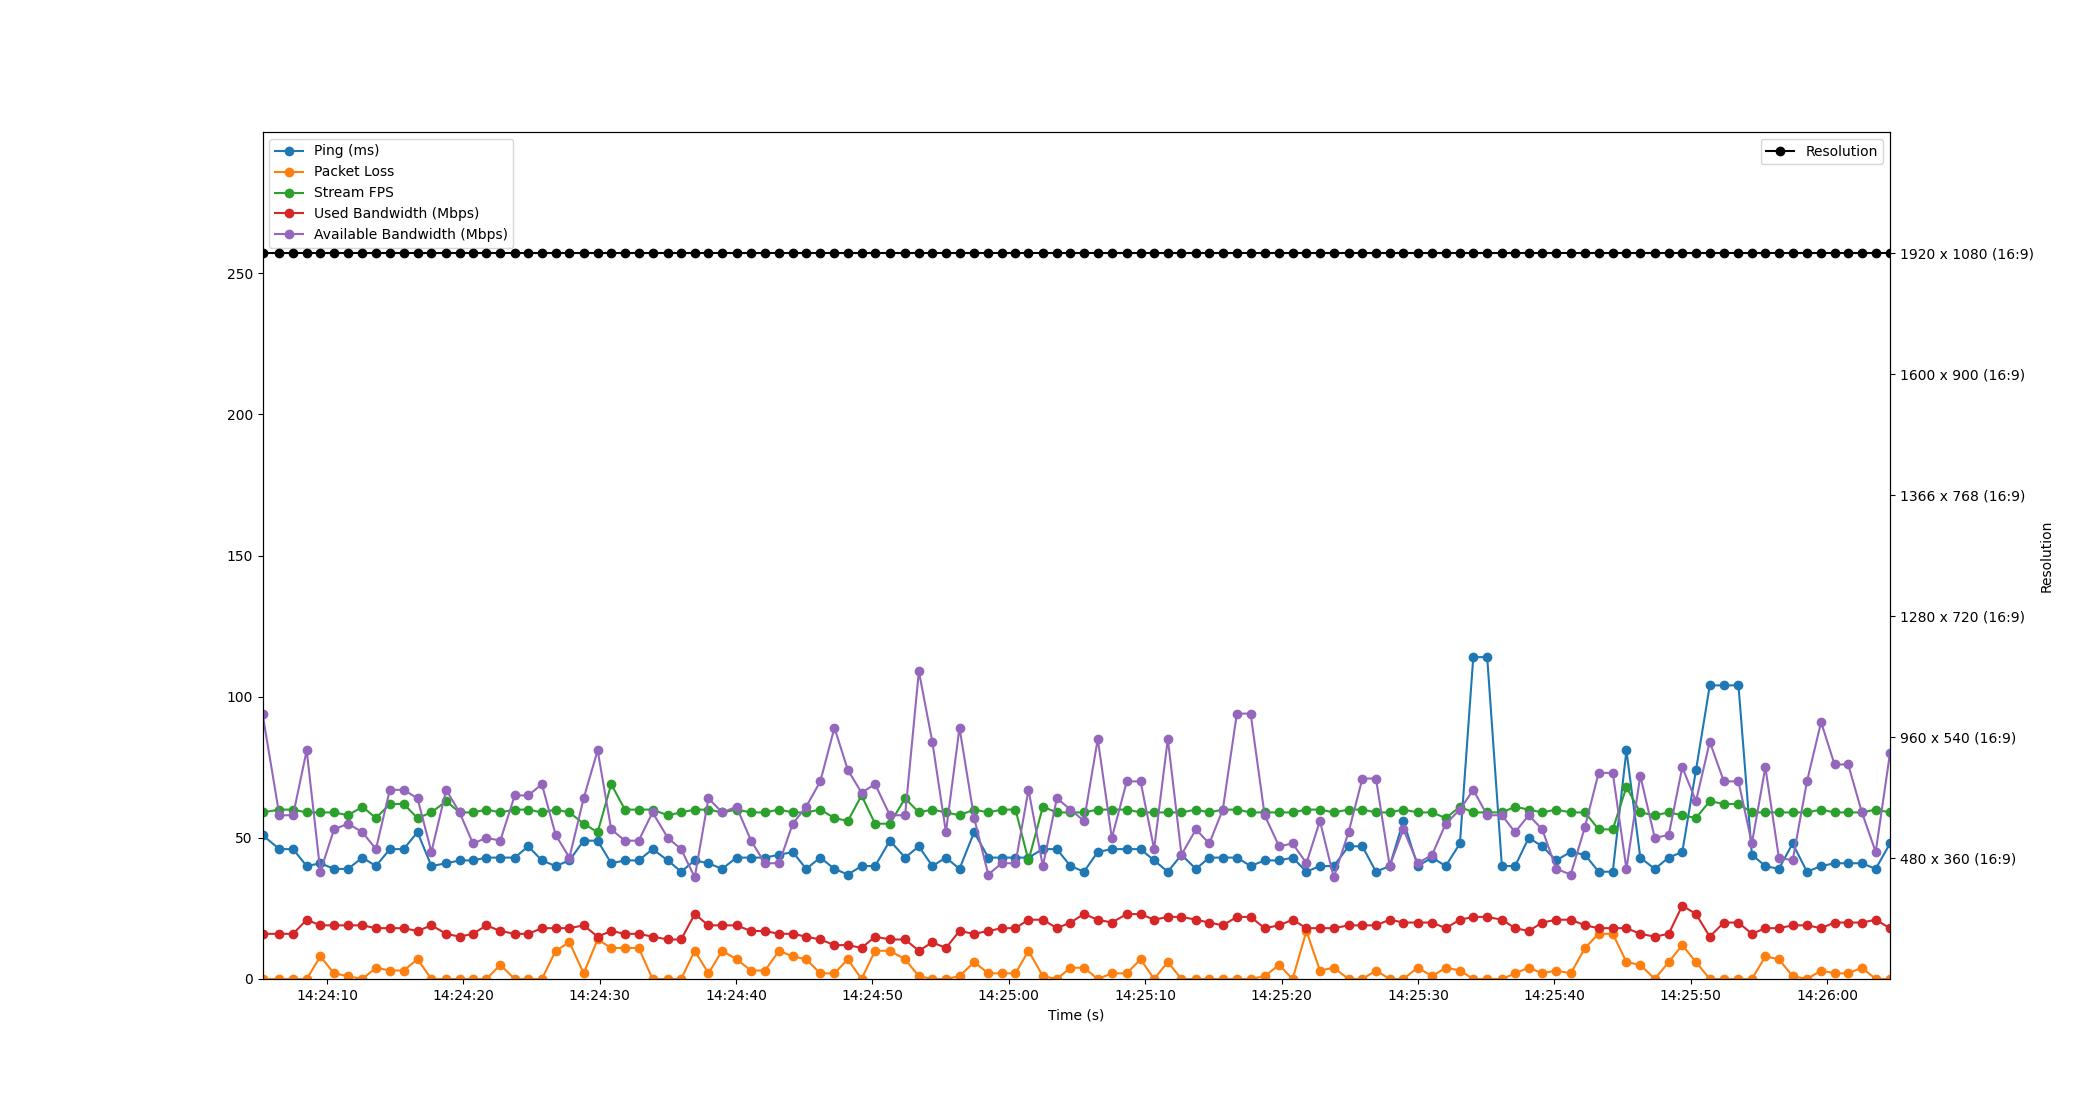 Ping (ms)
Packet Loss
Stream FPS
Used Bandwidth (Mbps)
Available Bandwidth (Mbps)
Resolution
250
200
150
100
50
0
1920 x 1080 (16:9)
1600 x 900 (16:9)
1366 x 768 (16:9)
1280 x 720 (16:9)
960 x 540 (16:9)
480 x 360 (16:9)
Resolution
14:24:10 14:24:20 14:24:30 14:24:40 14:24:50 14:25:00 14:25:10 14:25:20 14:25:30 14:25:40 14:25:50 14:26:00
Time (s)